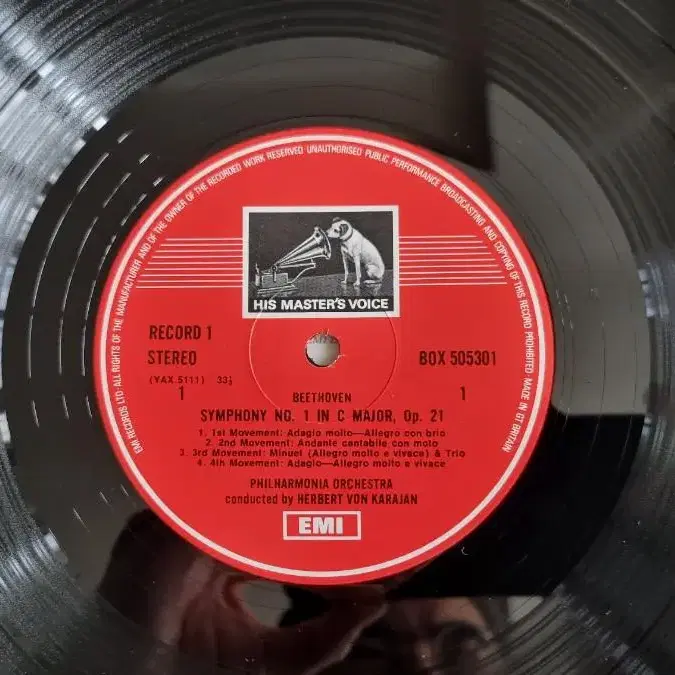 EMI RECORDS LTD · ALL RIGHTS OF THE MANUFACTURER AND OF THE OWNER OF THE RECORDED WORK RESERVED UNAUTHORISED PUBLIC PERFORMANCE BROADCASTING AND COPYING OF THIS RECORD PROHIBITED · MADE IN GT BRITAIN
HIS MASTER'S VOICE
RECORD 1
STEREO BOX 505301
(YAX.5111) 33⅓
1 1
BEETHOVEN
SYMPHONY NO. 1 IN C MAJOR, Op. 21
1. 1st Movement: Adagio molto—Allegro con brio
2. 2nd Movement: Andante cantabile con moto
3. 3rd Movement: Minuet (Allegro molto e vivace) & Trio
4. 4th Movement: Adagio—Allegro molto e vivace
PHILHARMONIA ORCHESTRA
conducted by HERBERT VON KARAJAN
EMI